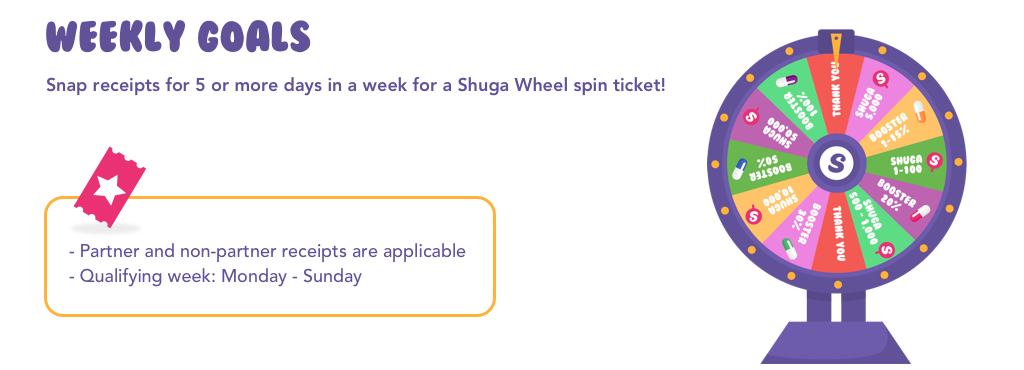 WEEKLY GOALS
Snap receipts for 5 or more days in a week for a Shuga Wheel spin ticket!
- Partner and non-partner receipts are applicable
- Qualifying week: Monday - Sunday
THANK YOU
SHUGA
5,000
BOOSTER
1-15%
SHUGA
1-100
BOOSTER
20%
SHUGA
500 - 1,000
THANK YOU
BOOSTER
30%
SHUGA
10,000
BOOSTER
50%
SHUGA
50,000
BOOSTER
100%
S